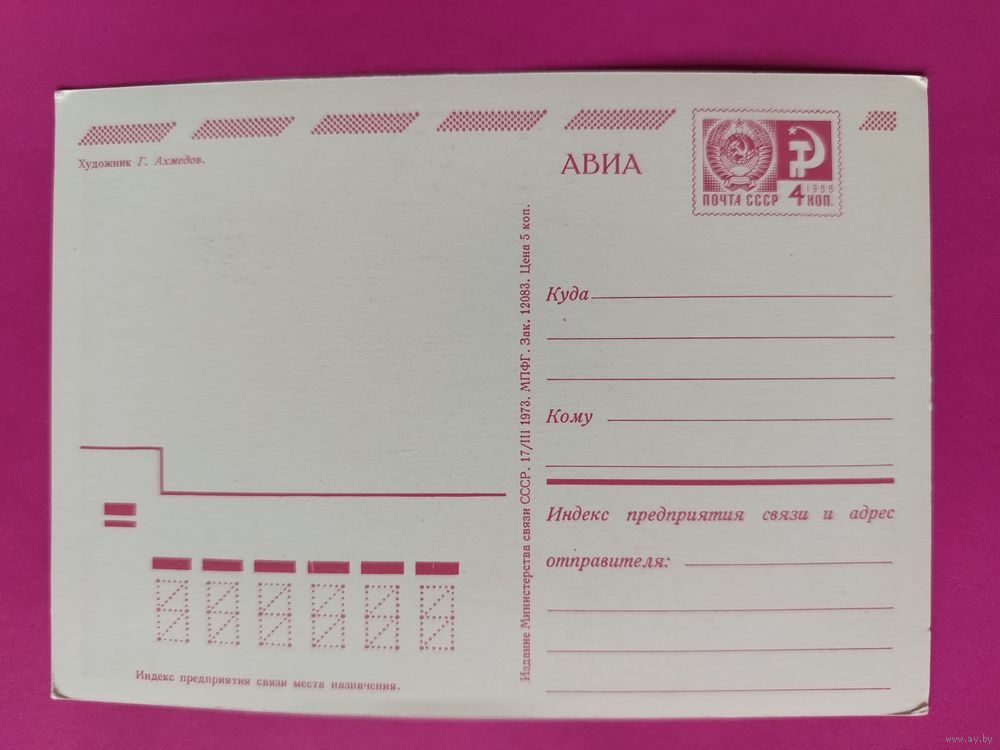 Художник Г. Ахмедов.
АВИА
ПОЧТА СССР 4 1966 КОП.
Издание Министерства связи СССР. 17/III 1973. МПФГ. Зак. 12083. Цена 5 коп.
Куда
Кому
Индекс предприятия связи и адрес
отправителя:
Индекс предприятия связи места назначения.
www.ay.by